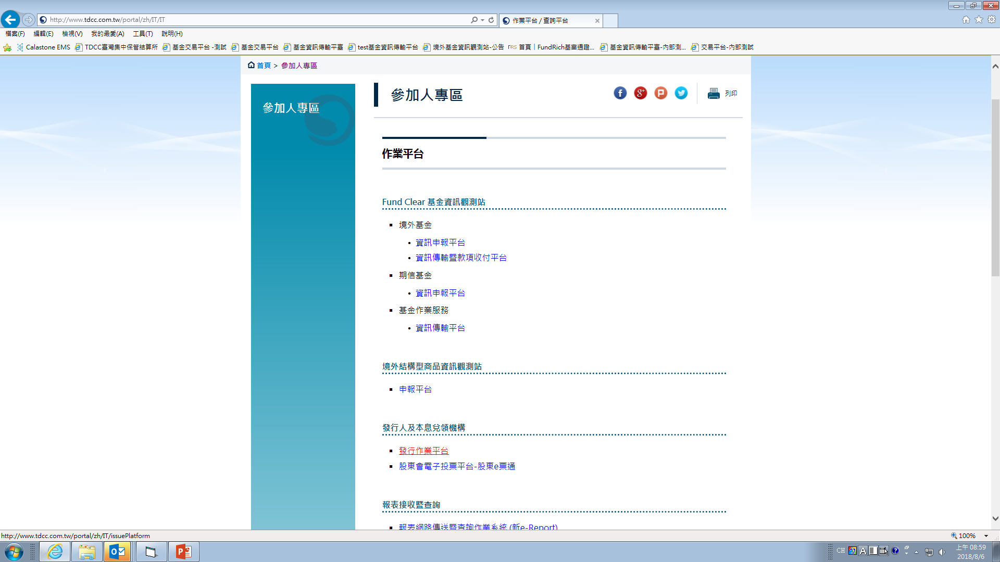 http://www.tdcc.com.tw/portal/zh/IT/IT
作業平台 / 查詢平台
檔案(F) 編輯(E) 檢視(V) 我的最愛(A) 工具(T) 說明(H)
Calastone EMS TDCC臺灣集中保管結算所 基金交易平台 -測試 基金交易平台 基金資訊傳輸平臺 test基金資訊傳輸平台 境外基金資訊觀測站-公告 FRS 首頁｜FundRich基富通證... 基金資訊傳輸平臺-內部測... 交易平台-內部測試
首頁 > 參加人專區
參加人專區
參加人專區
列印
作業平台
Fund Clear 基金資訊觀測站
境外基金
資訊申報平台
資訊傳輸暨款項收付平台
期信基金
資訊申報平台
基金作業服務
資訊傳輸平台
境外結構型商品資訊觀測站
申報平台
發行人及本息兌領機構
發行作業平台
股東會電子投票平台-股東e票通
報表接收暨查詢
報表網路傳送暨查詢作業系統 (新e-Report)
http://www.tdcc.com.tw/portal/zh/IT/issuePlatform
100%
CH
上午 08:59
2018/8/6